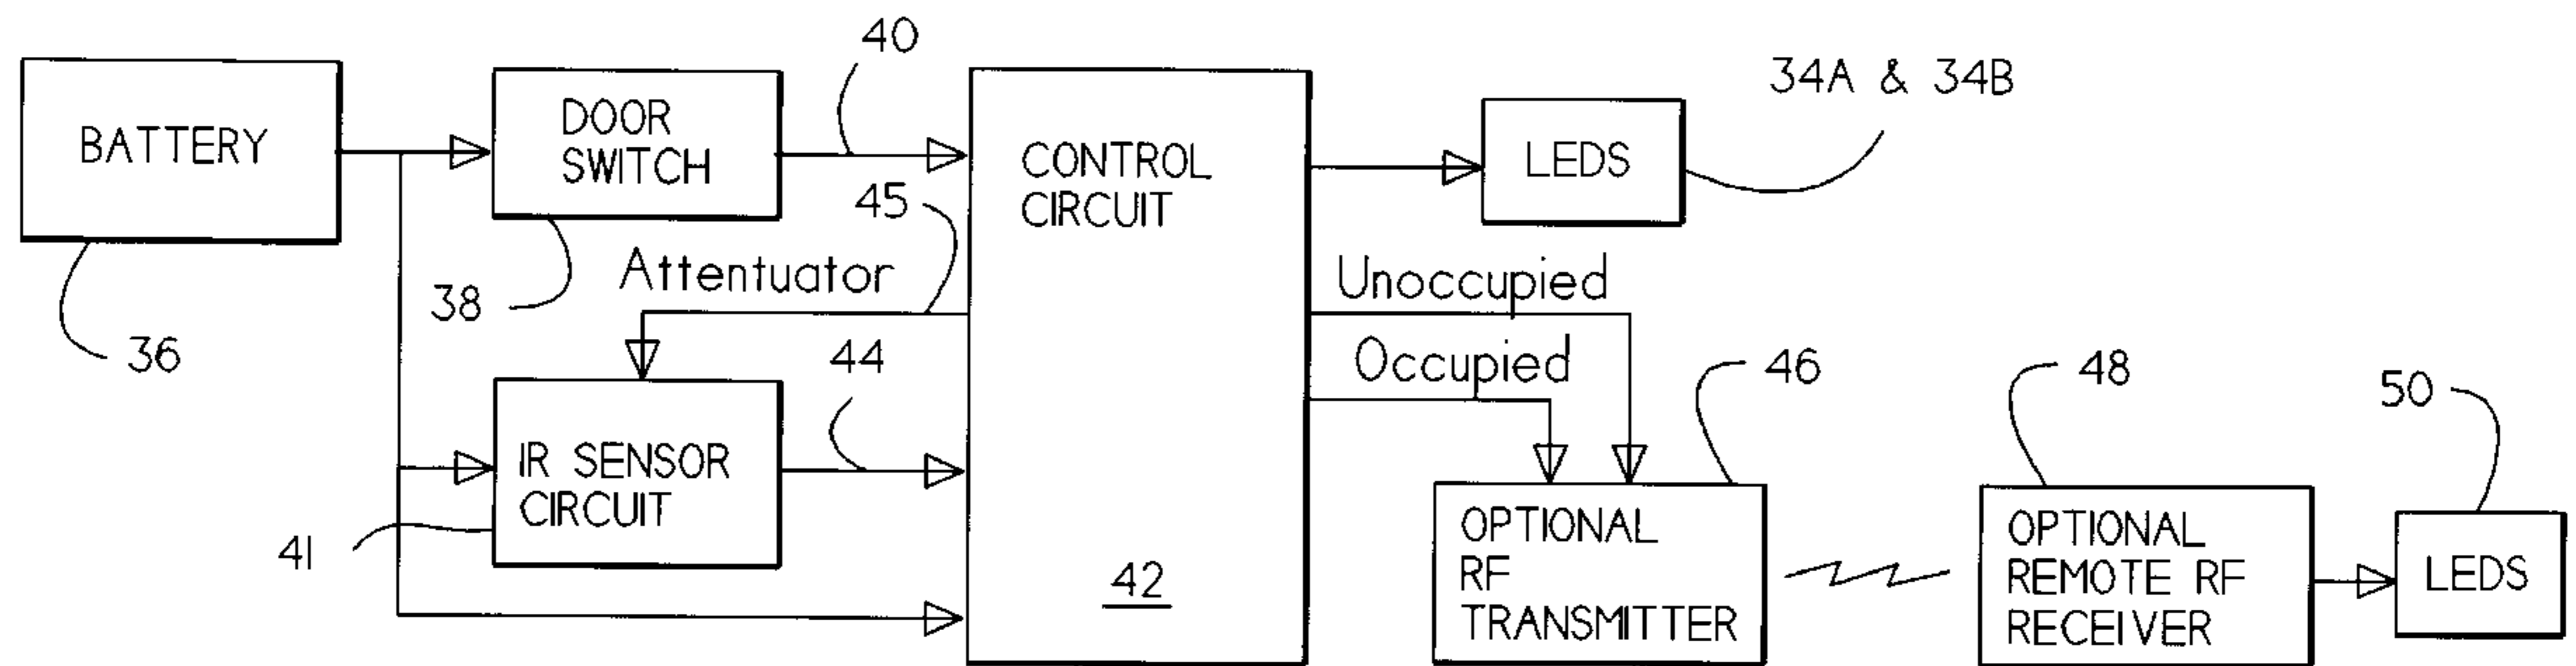 40
34A & 34B
BATTERY
DOOR
SWITCH
CONTROL
CIRCUIT
LEDS
45
Attentuator
38
36
Unoccupied
Occupied
44
46
48
50
IR SENSOR
CIRCUIT
41
42
OPTIONAL
RF
TRANSMITTER
OPTIONAL
REMOTE RF
RECEIVER
LEDS